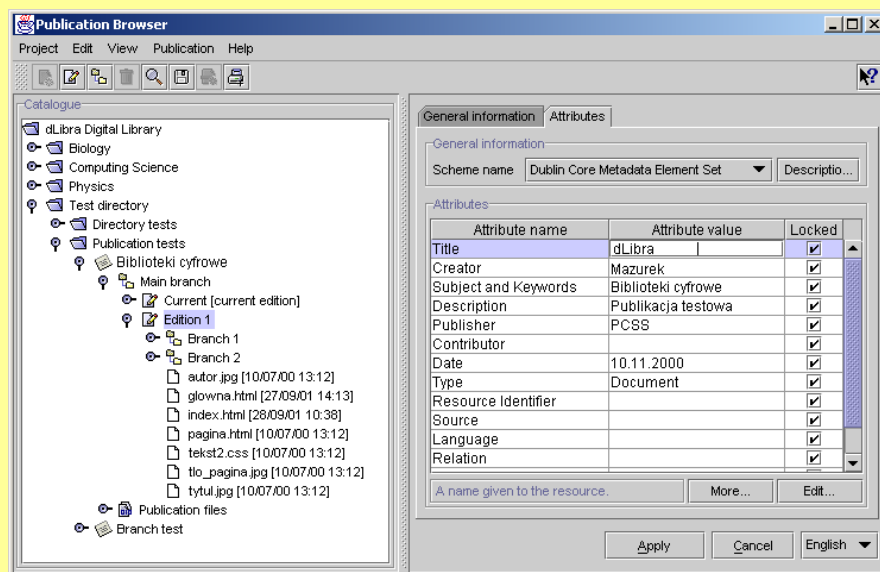 Publication Browser
Project Edit View Publication Help
Catalogue
dLibra Digital Library
Biology
Computing Science
Physics
Test directory
Directory tests
Publication tests
Biblioteki cyfrowe
Main branch
Current [current edition]
Edition 1
Branch 1
Branch 2
autor.jpg [10/07/00 13:12]
glowna.html [27/09/01 14:13]
index.html [28/09/01 10:38]
pagina.html [10/07/00 13:12]
tekst2.css [10/07/00 13:12]
tlo_pagina.jpg [10/07/00 13:12]
tytul.jpg [10/07/00 13:12]
Publication files
Branch test
General information Attributes
General information
Scheme name Dublin Core Metadata Element Set Descriptio...
Attributes
Attribute name Attribute value Locked
Title dLibra
Creator Mazurek
Subject and Keywords Biblioteki cyfrowe
Description Publikacja testowa
Publisher PCSS
Contributor
Date 10.11.2000
Type Document
Resource Identifier
Source
Language
Relation
A name given to the resource. More... Edit...
Apply Cancel English